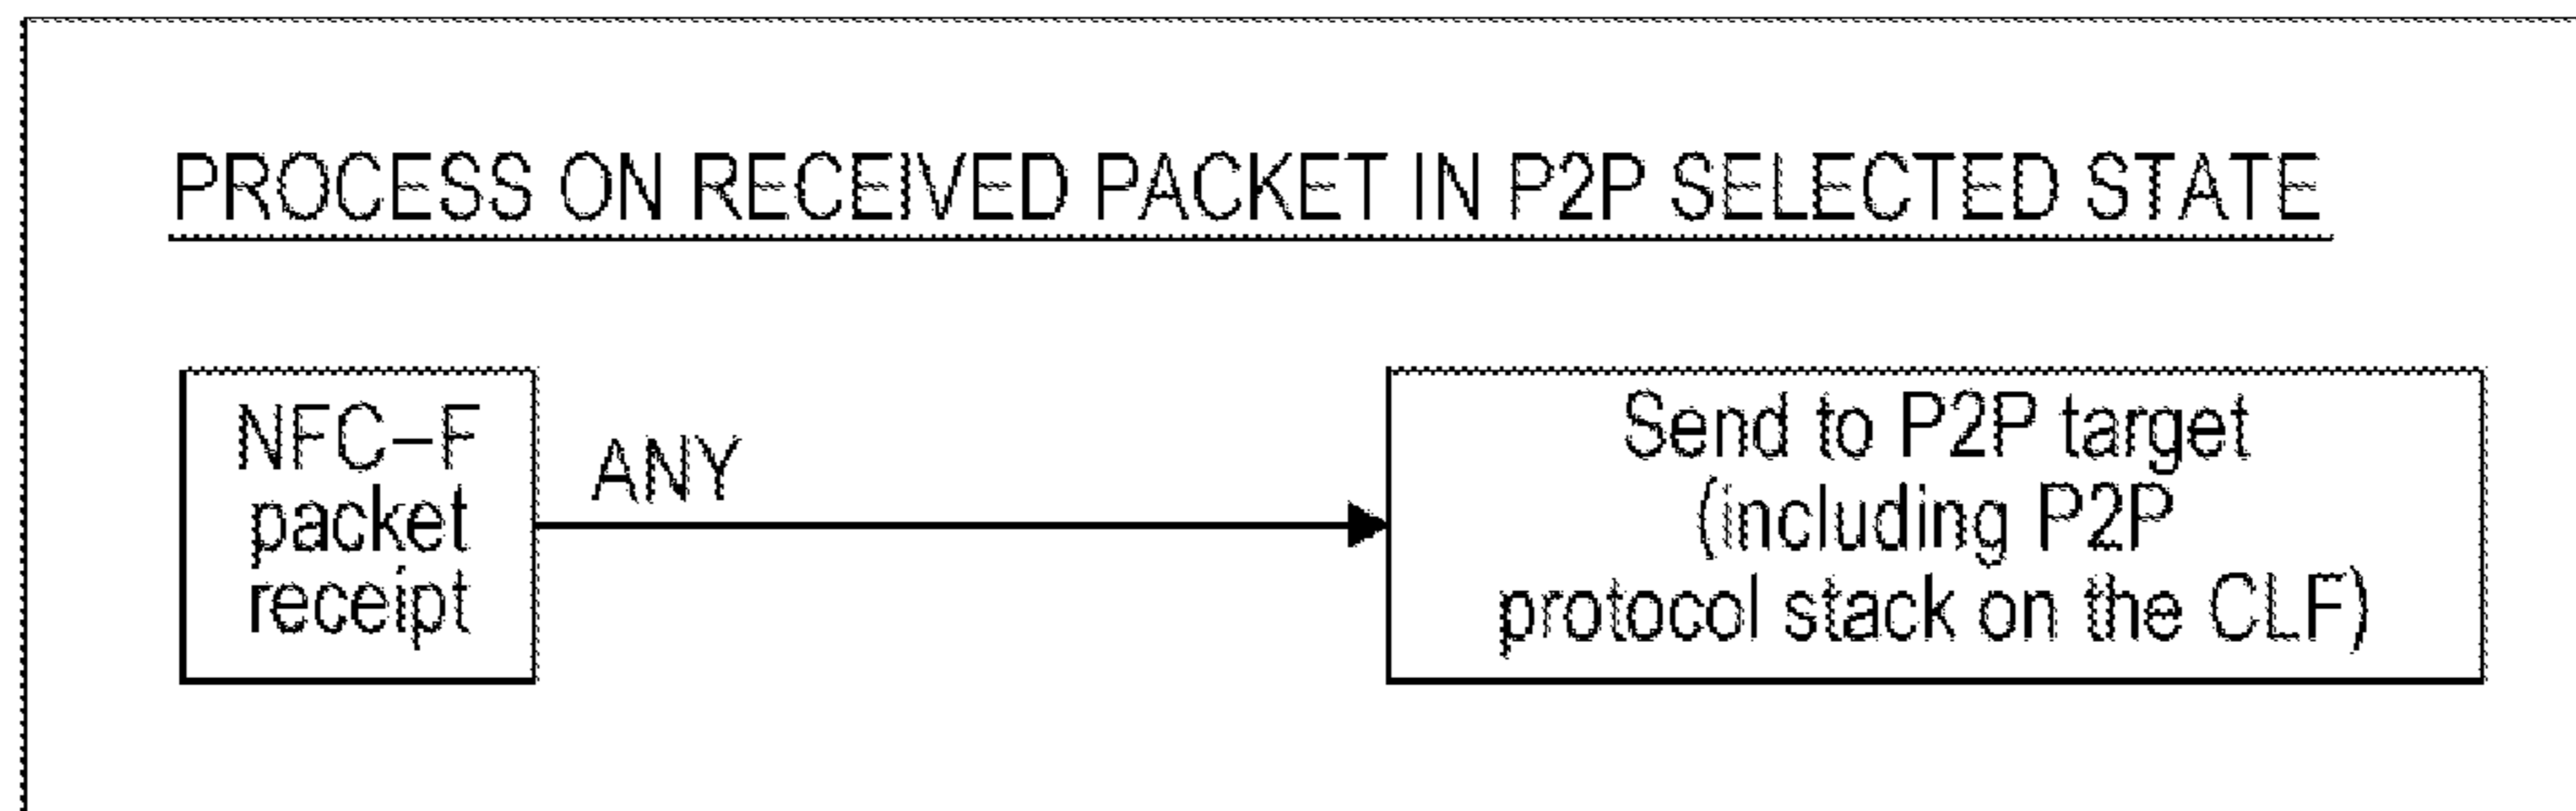 PROCESS ON RECEIVED PACKET IN P2P SELECTED STATE
NFC-F
packet
receipt
ANY
Send to P2P target
(including P2P
protocol stack on the CLF)